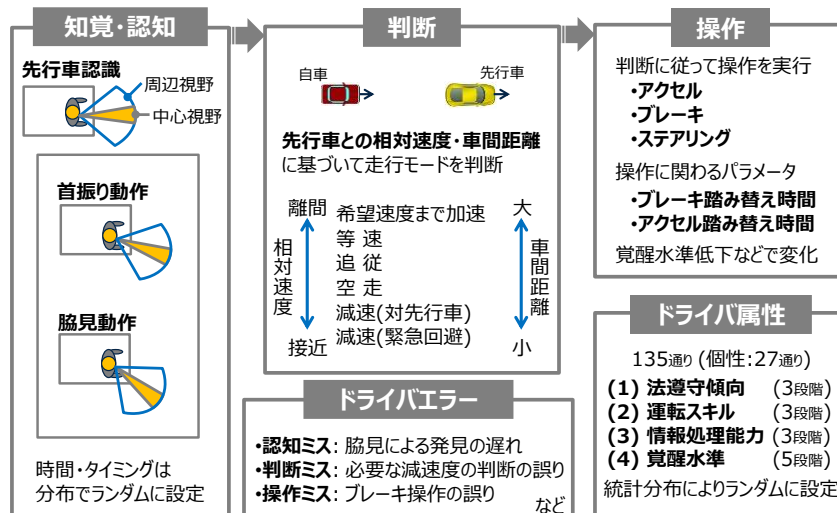 知覚・認知
先行車認識
周辺視野
中心視野
首振り動作
脇見動作
時間・タイミングは
分布でランダムに設定
判断
自車
先行車
先行車との相対速度・車間距離
に基づいて走行モードを判断
離間
相対速度
接近
希望速度まで加速
等 速
追 従
空 走
減速(対先行車)
減速(緊急回避)
大
車間距離
小
ドライバエラー
・認知ミス: 脇見による発見の遅れ
・判断ミス: 必要な減速度の判断の誤り
・操作ミス: ブレーキ操作の誤り
など
操作
判断に従って操作を実行
・アクセル
・ブレーキ
・ステアリング
操作に関わるパラメータ
・ブレーキ踏み替え時間
・アクセル踏み替え時間
覚醒水準低下などで変化
ドライバ属性
135通り (個性:27通り)
(1) 法遵守傾向 (3段階)
(2) 運転スキル (3段階)
(3) 情報処理能力 (3段階)
(4) 覚醒水準 (5段階)
統計分布によりランダムに設定